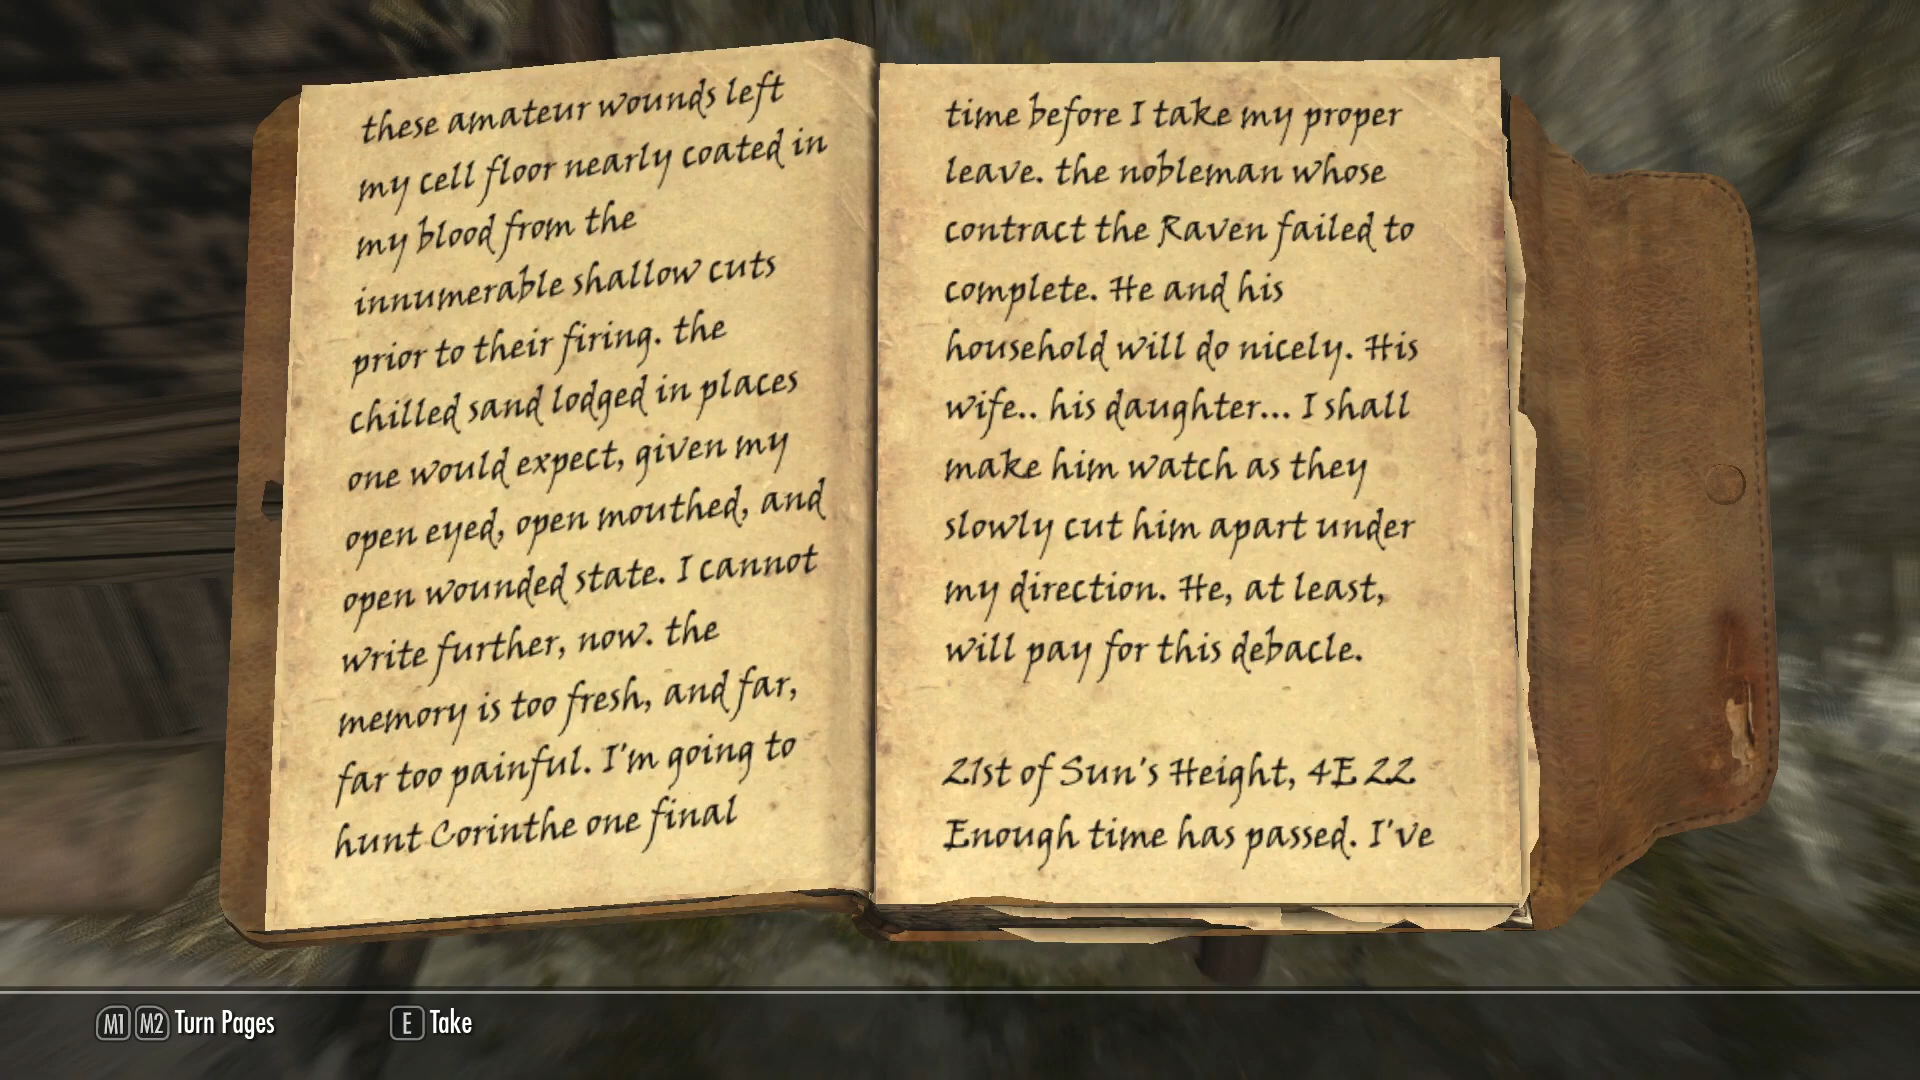 these amateur wounds left
my cell floor nearly coated in
my blood from the
innumerable shallow cuts
prior to their firing. the
chilled sand lodged in places
one would expect, given my
open eyed, open mouthed, and
open wounded state. I cannot
write further, now. the
memory is too fresh, and far,
far too painful. I'm going to
hunt Corinthe one final
time before I take my proper
leave. the nobleman whose
contract the Raven failed to
complete. He and his
household will do nicely. His
wife.. his daughter... I shall
make him watch as they
slowly cut him apart under
my direction. He, at least,
will pay for this debacle.
21st of Sun's Height, 4E 22
Enough time has passed. I've
M1 M2 Turn Pages
E Take